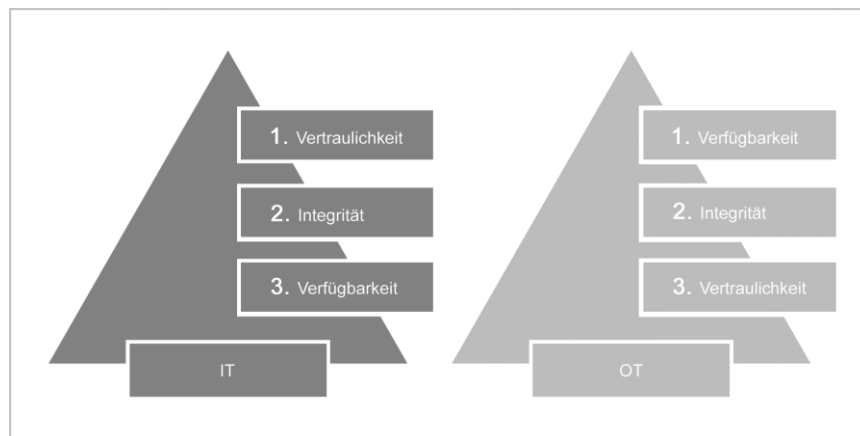 1. Vertraulichkeit
2. Integrität
3. Verfügbarkeit
IT
1. Verfügbarkeit
2. Integrität
3. Vertraulichkeit
OT